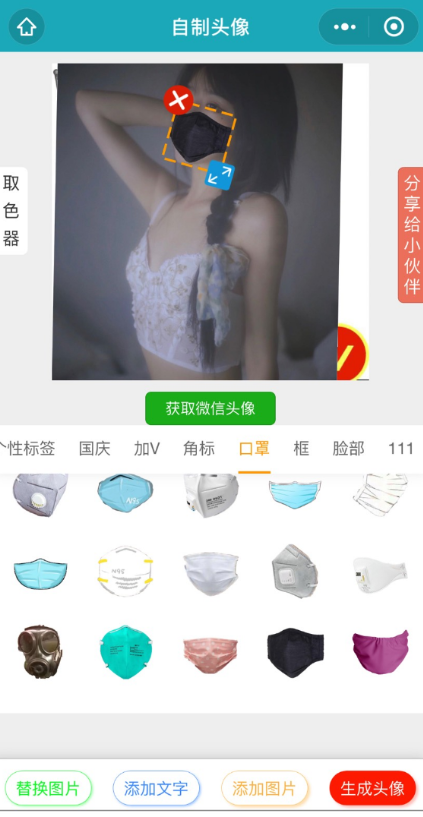 自制头像
取色器
分享给小伙伴
获取微信头像
个性标签 国庆 加V 角标 口罩 框 脸部 111
替换图片 添加文字 添加图片 生成头像